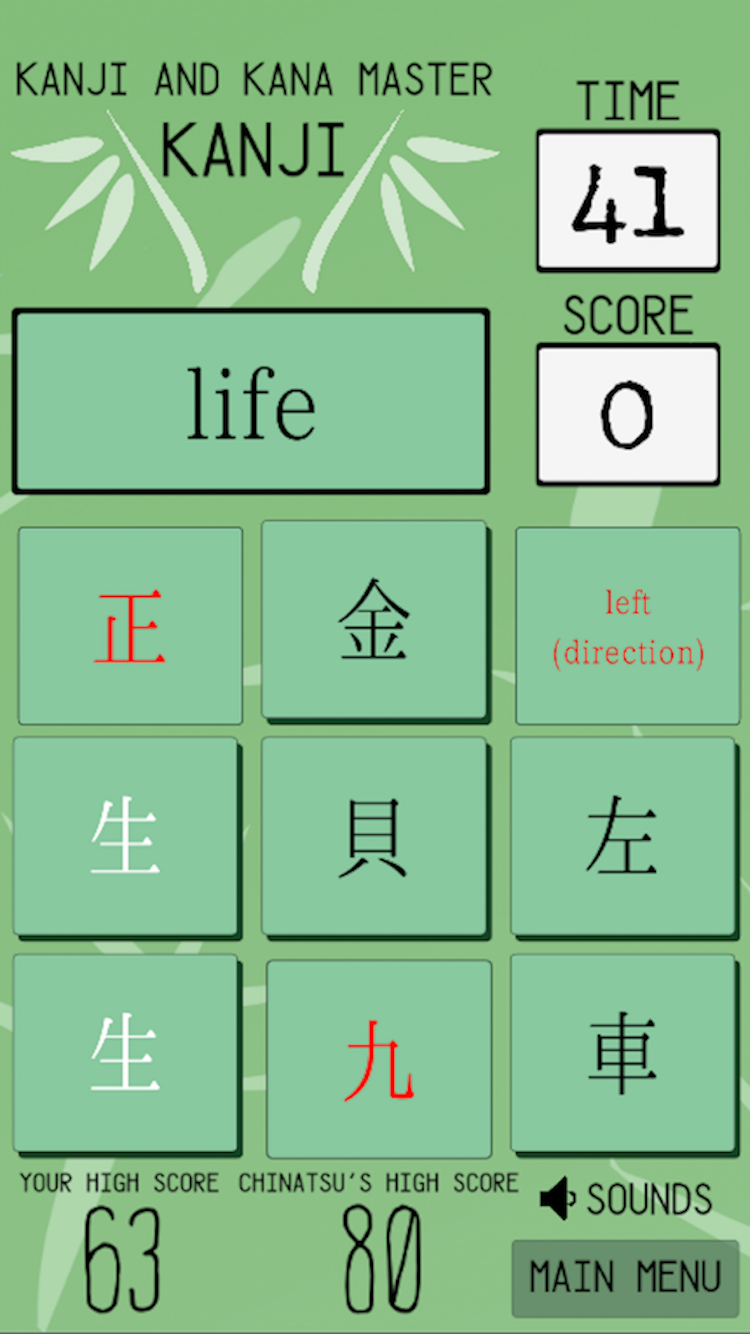 KANJI AND KANA MASTER
KANJI
TIME
41
SCORE
0
life
正
金
left
(direction)
生
貝
左
生
九
車
YOUR HIGH SCORE
63
CHINATSU'S HIGH SCORE
80
SOUNDS
MAIN MENU